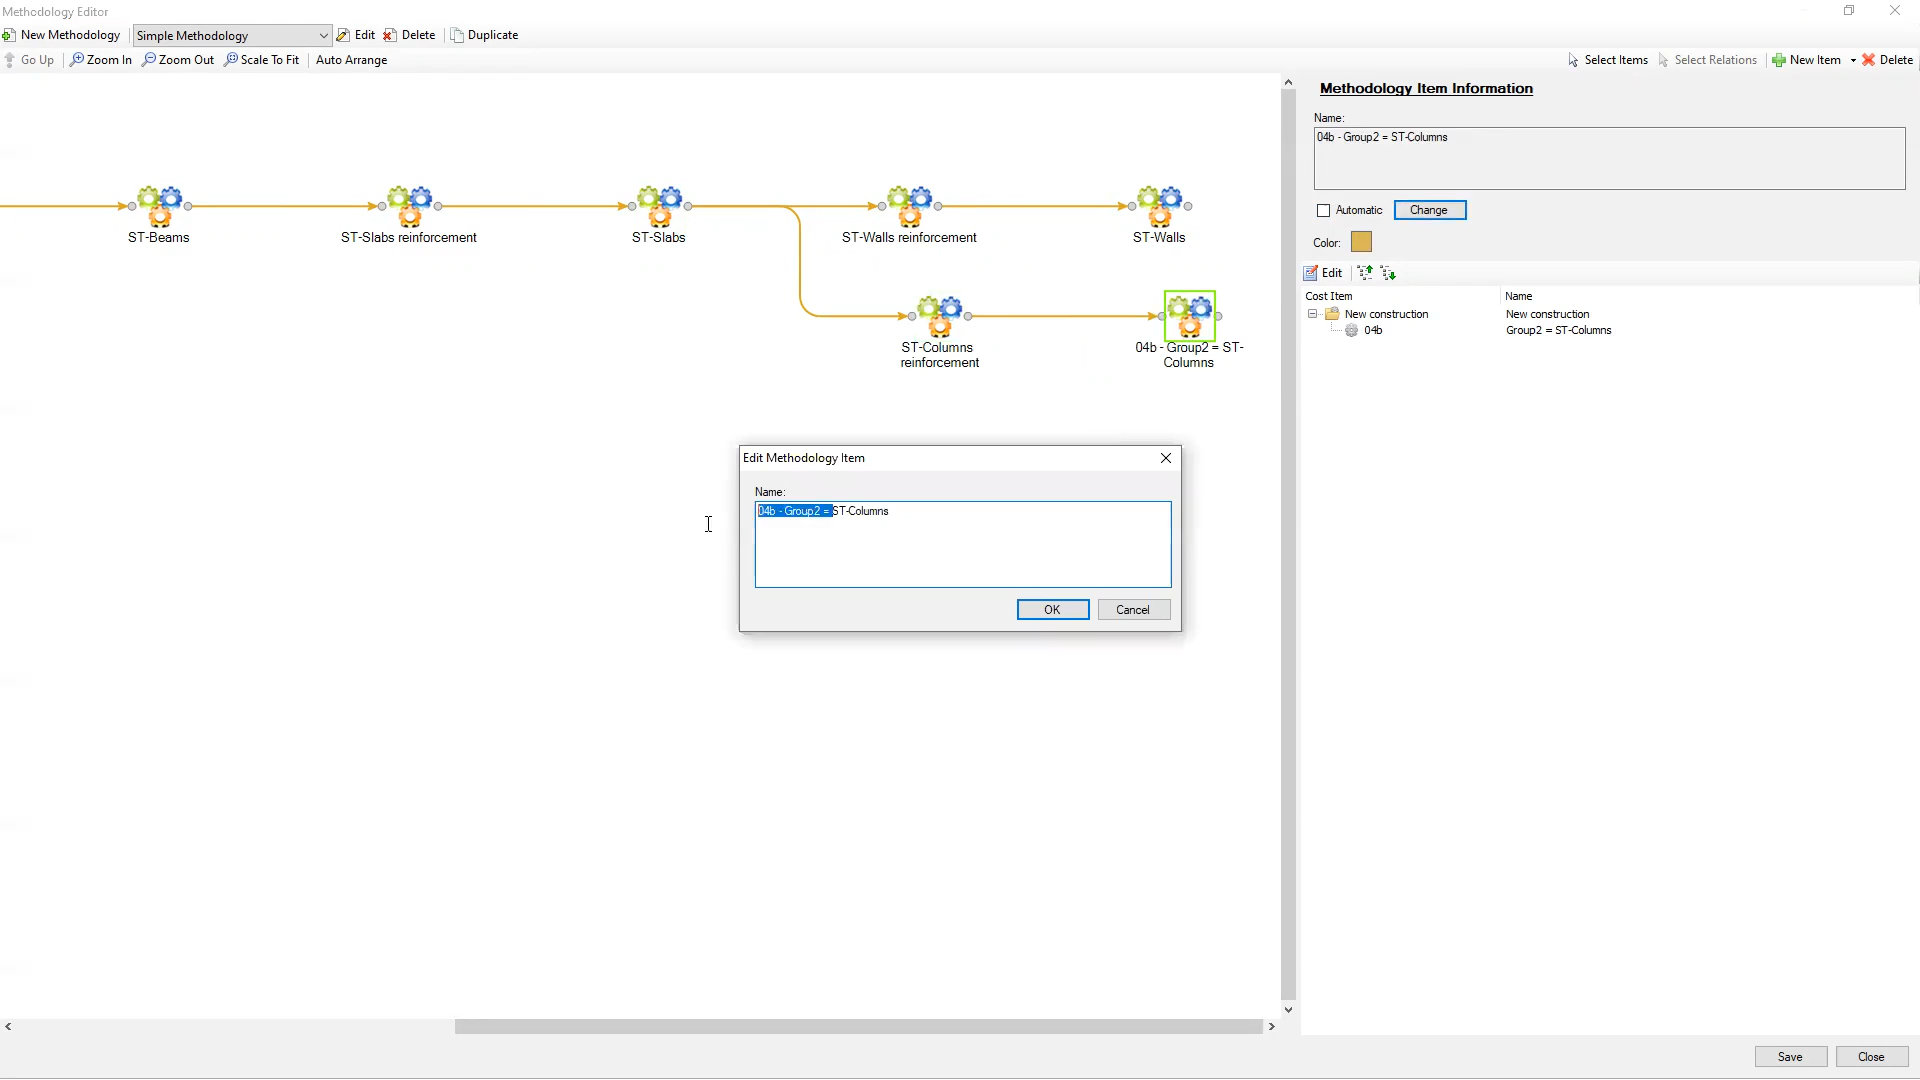 Methodology Editor
New Methodology Simple Methodology Edit Delete Duplicate
Go Up Zoom In Zoom Out Scale To Fit Auto Arrange Select Items Select Relations New Item Delete
Methodology Item Information
Name:
04b - Group2 = ST-Columns
Automatic Change
Color:
Edit
Cost Item Name
New construction New construction
04b Group2 = ST-Columns
ST-Beams
ST-Slabs reinforcement
ST-Slabs
ST-Walls reinforcement
ST-Walls
ST-Columns
reinforcement
04b - Group2 = ST-
Columns
Edit Methodology Item
Name:
04b - Group2 = ST-Columns
OK Cancel
Save Close